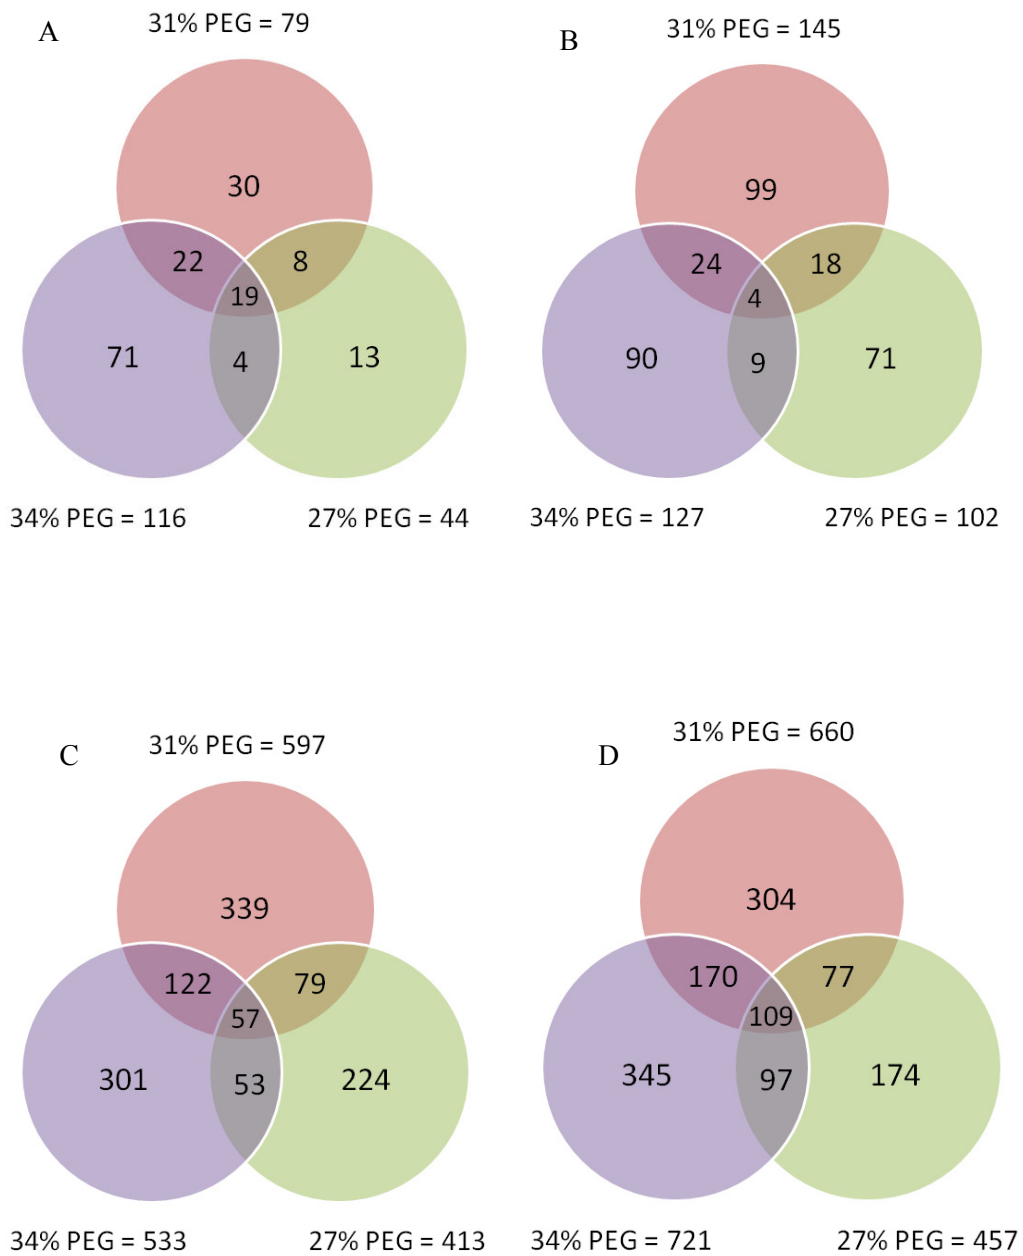 A
31% PEG = 79
30
22
8
19
71
4
13
34% PEG = 116
27% PEG = 44
B
31% PEG = 145
99
24
18
4
90
9
71
34% PEG = 127
27% PEG = 102
C
31% PEG = 597
339
122
79
57
301
53
224
34% PEG = 533
27% PEG = 413
D
31% PEG = 660
304
170
77
109
345
97
174
34% PEG = 721
27% PEG = 457